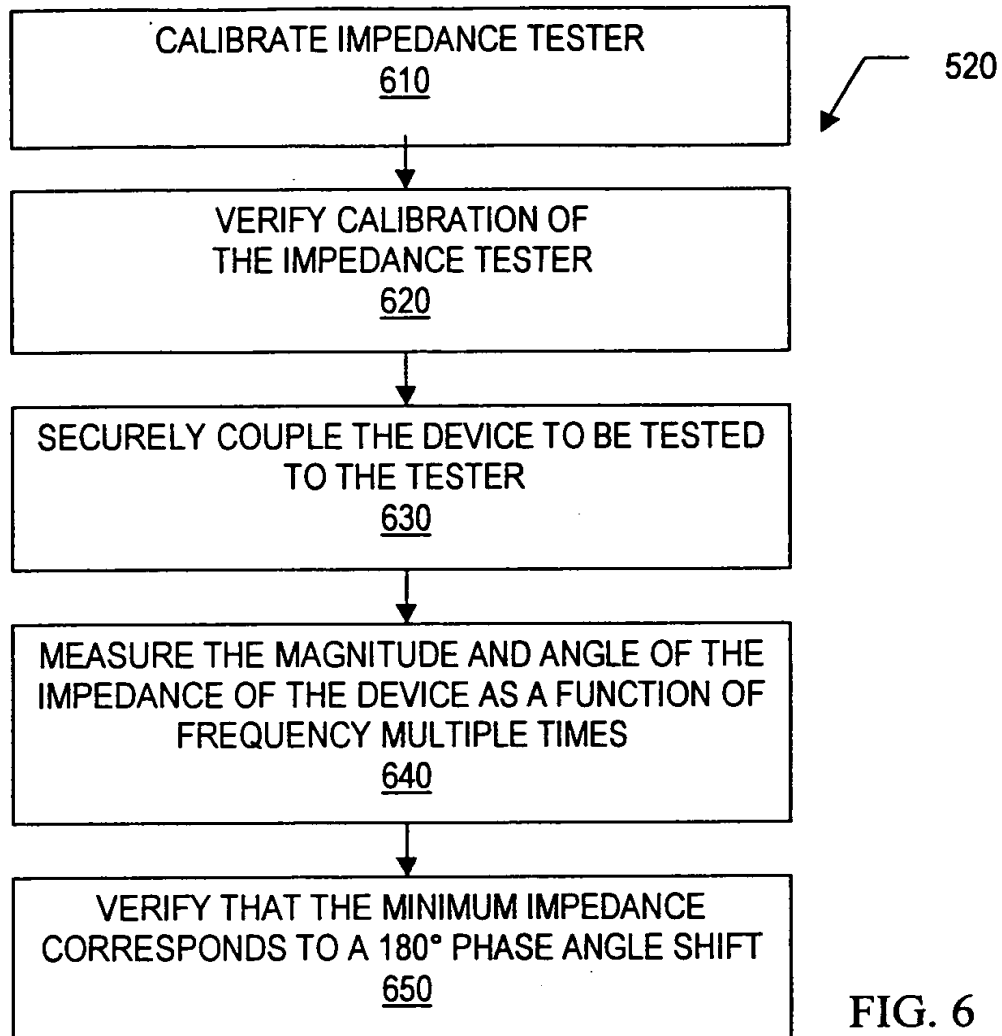 CALIBRATE IMPEDANCE TESTER
610
520
VERIFY CALIBRATION OF
THE IMPEDANCE TESTER
620
SECURELY COUPLE THE DEVICE TO BE TESTED
TO THE TESTER
630
MEASURE THE MAGNITUDE AND ANGLE OF THE
IMPEDANCE OF THE DEVICE AS A FUNCTION OF
FREQUENCY MULTIPLE TIMES
640
VERIFY THAT THE MINIMUM IMPEDANCE
CORRESPONDS TO A 180° PHASE ANGLE SHIFT
650
FIG. 6